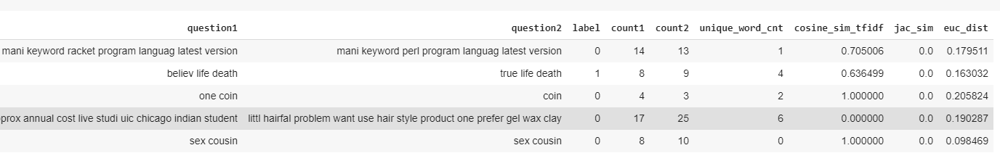 question1 question2 label count1 count2 unique_word_cnt cosine_sim_tfidf jac_sim euc_dist
mani keyword racket program languag latest version mani keyword perl program languag latest version 0 14 13 1 0.705006 0.0 0.179511
believ life death true life death 1 8 9 4 0.636499 0.0 0.163032
one coin coin 0 4 3 2 1.000000 0.0 0.205824
prox annual cost live studi uic chicago indian student littl hairfal problem want use hair style product one prefer gel wax clay 0 17 25 6 0.000000 0.0 0.190287
sex cousin sex cousin 0 8 10 0 1.000000 0.0 0.098469